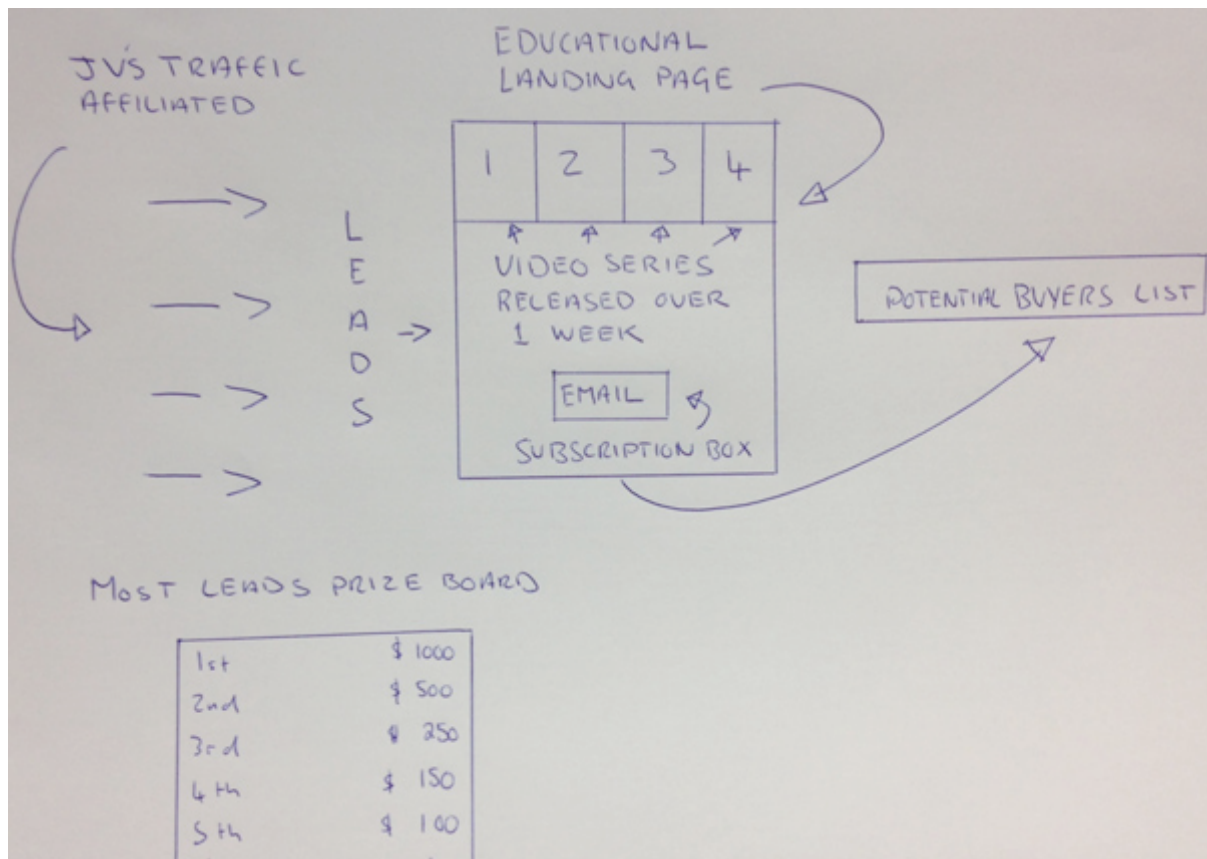 JV'S TRAFFIC
AFFILIATED
EDUCATIONAL
LANDING PAGE
1 2 3 4
LEADS
VIDEO SERIES
RELEASED OVER
1 WEEK
EMAIL
SUBSCRIPTION BOX
POTENTIAL BUYERS LIST
MOST LEADS PRIZE BOARD
1st $ 1000
2nd $ 500
3rd $ 250
4th $ 150
5th $ 100